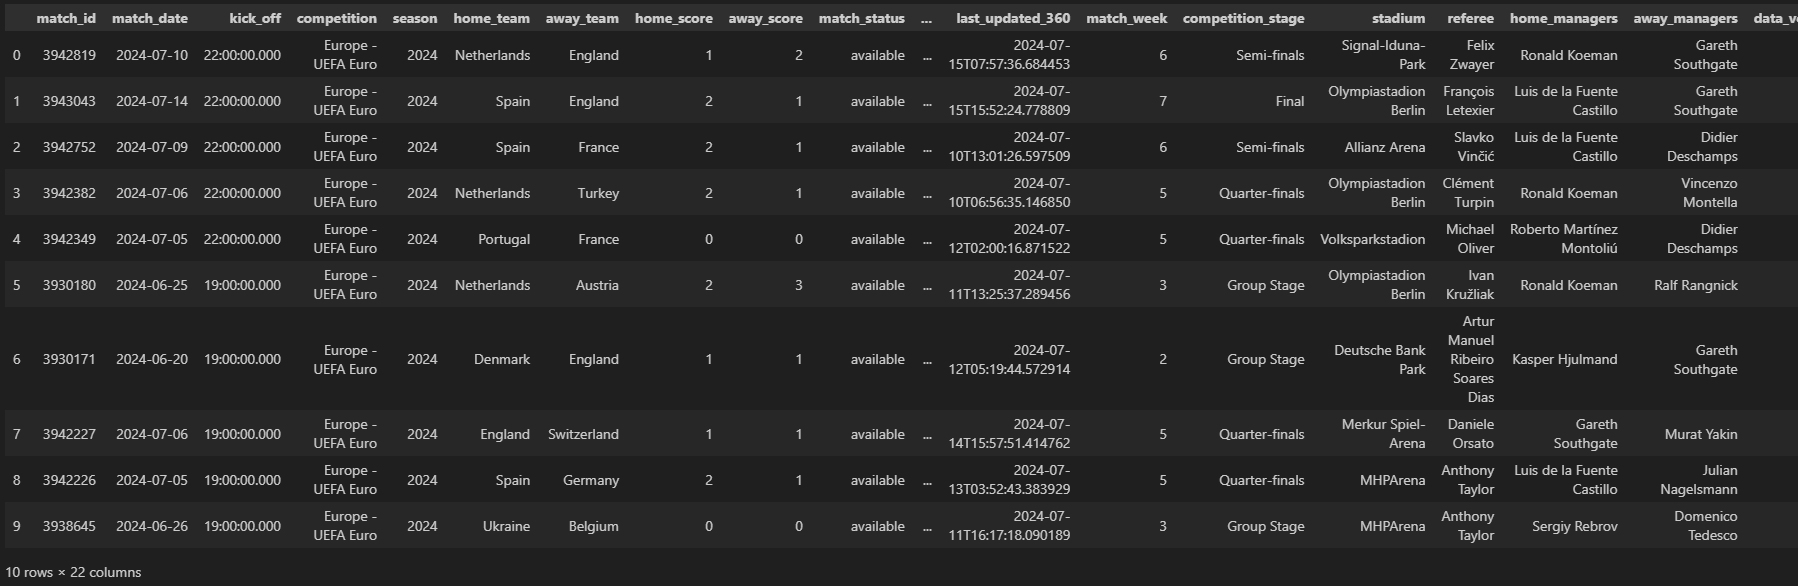 match_id match_date kick_off competition season home_team away_team home_score away_score match_status ... last_updated_360 match_week competition_stage stadium referee home_managers away_managers data_v
0 3942819 2024-07-10 22:00:00.000 Europe - UEFA Euro 2024 Netherlands England 1 2 available ... 2024-07-15T07:57:36.684453 6 Semi-finals Signal-Iduna-Park Felix Zwayer Ronald Koeman Gareth Southgate
1 3943043 2024-07-14 22:00:00.000 Europe - UEFA Euro 2024 Spain England 2 1 available ... 2024-07-15T15:52:24.778809 7 Final Olympiastadion Berlin François Letexier Luis de la Fuente Castillo Gareth Southgate
2 3942752 2024-07-09 22:00:00.000 Europe - UEFA Euro 2024 Spain France 2 1 available ... 2024-07-10T13:01:26.597509 6 Semi-finals Allianz Arena Slavko Vinčić Luis de la Fuente Castillo Didier Deschamps
3 3942382 2024-07-06 22:00:00.000 Europe - UEFA Euro 2024 Netherlands Turkey 2 1 available ... 2024-07-10T06:56:35.146850 5 Quarter-finals Olympiastadion Berlin Clément Turpin Ronald Koeman Vincenzo Montella
4 3942349 2024-07-05 22:00:00.000 Europe - UEFA Euro 2024 Portugal France 0 0 available ... 2024-07-12T02:00:16.871522 5 Quarter-finals Volksparkstadion Michael Oliver Roberto Martínez Montoliú Didier Deschamps
5 3930180 2024-06-25 19:00:00.000 Europe - UEFA Euro 2024 Netherlands Austria 2 3 available ... 2024-07-11T13:25:37.289456 3 Group Stage Olympiastadion Berlin Ivan Kružliak Ronald Koeman Ralf Rangnick
6 3930171 2024-06-20 19:00:00.000 Europe - UEFA Euro 2024 Denmark England 1 1 available ... 2024-07-12T05:19:44.572914 2 Group Stage Deutsche Bank Park Artur Manuel Ribeiro Soares Dias Kasper Hjulmand Gareth Southgate
7 3942227 2024-07-06 19:00:00.000 Europe - UEFA Euro 2024 England Switzerland 1 1 available ... 2024-07-14T15:57:51.414762 5 Quarter-finals Merkur Spiel-Arena Daniele Orsato Gareth Southgate Murat Yakin
8 3942226 2024-07-05 19:00:00.000 Europe - UEFA Euro 2024 Spain Germany 2 1 available ... 2024-07-13T03:52:43.383929 5 Quarter-finals MHPArena Anthony Taylor Luis de la Fuente Castillo Julian Nagelsmann
9 3938645 2024-06-26 19:00:00.000 Europe - UEFA Euro 2024 Ukraine Belgium 0 0 available ... 2024-07-11T16:17:18.090189 3 Group Stage MHPArena Anthony Taylor Sergiy Rebrov Domenico Tedesco
10 rows × 22 columns